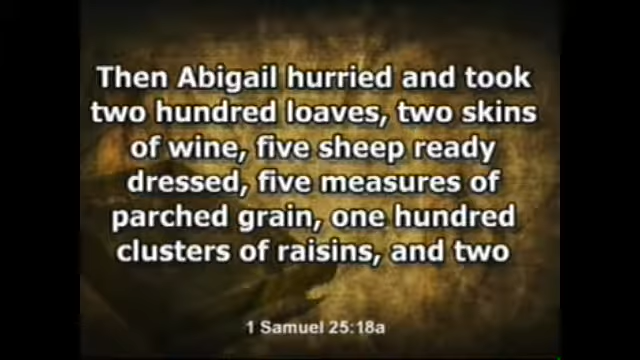 Then Abigail hurried and took
two hundred loaves, two skins
of wine, five sheep ready
dressed, five measures of
parched grain, one hundred
clusters of raisins, and two
1 Samuel 25:18a